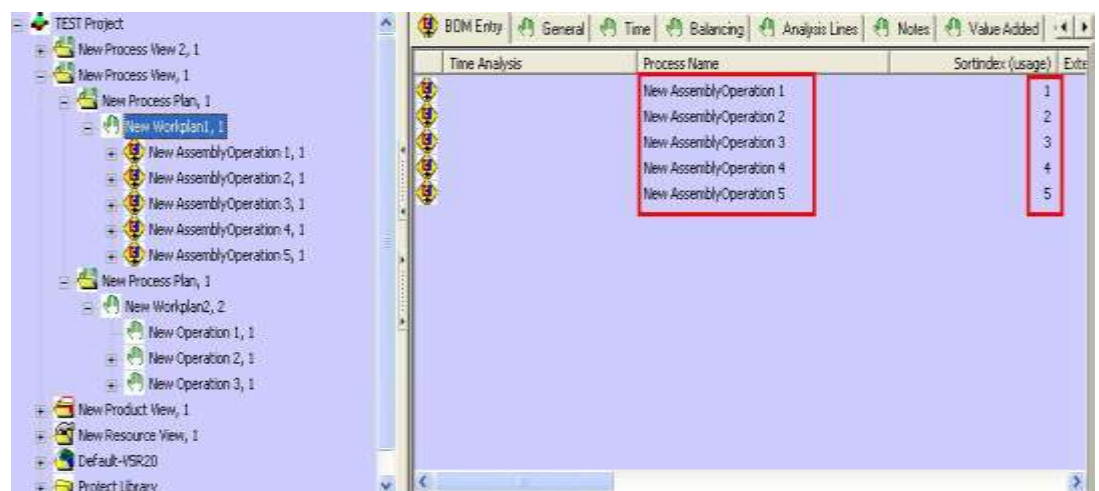 TEST Project
New Process View 2, 1
New Process View, 1
New Process Plan, 1
New Workplan1, 1
New AssemblyOperation 1, 1
New AssemblyOperation 2, 1
New AssemblyOperation 3, 1
New AssemblyOperation 4, 1
New AssemblyOperation 5, 1
New Process Plan, 1
New Workplan2, 2
New Operation 1, 1
New Operation 2, 1
New Operation 3, 1
New Product View, 1
New Resource View, 1
Default-VSR20
Project Library
BOM Entry General Time Balancing Analysis Lines Notes Value Added
Time Analysis Process Name Sortindex (usage) Exte
New AssemblyOperation 1 1
New AssemblyOperation 2 2
New AssemblyOperation 3 3
New AssemblyOperation 4 4
New AssemblyOperation 5 5